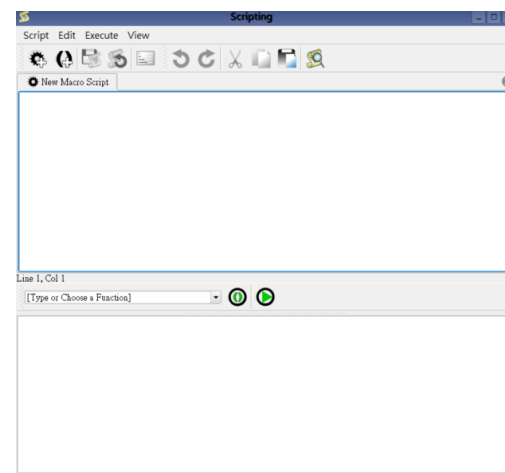 Scripting
Script Edit Execute View
New Macro Script
Line 1, Col 1
[Type or Choose a Function]